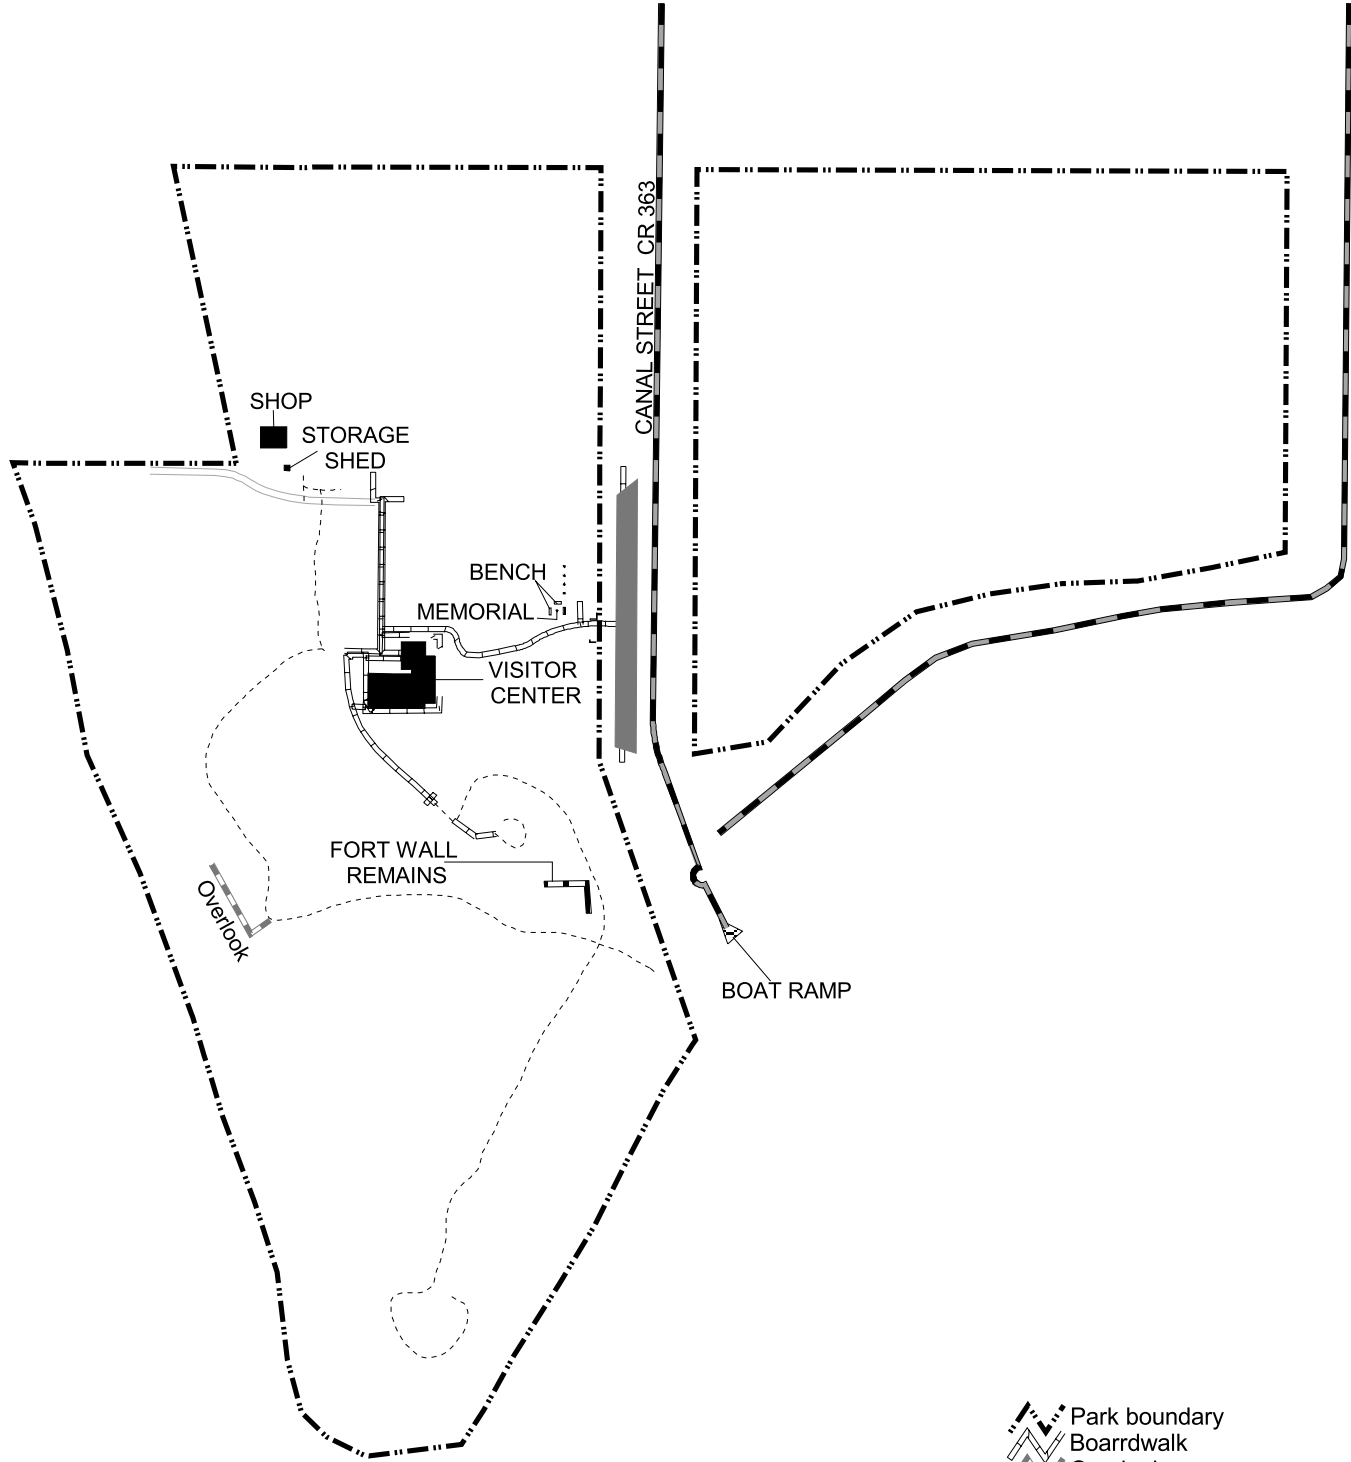 CANAL STREET CR 363
SHOP
STORAGE
SHED
BENCH
MEMORIAL
VISITOR
CENTER
FORT WALL
REMAINS
Overlook
BOAT RAMP
Park boundary
Boarrdwalk